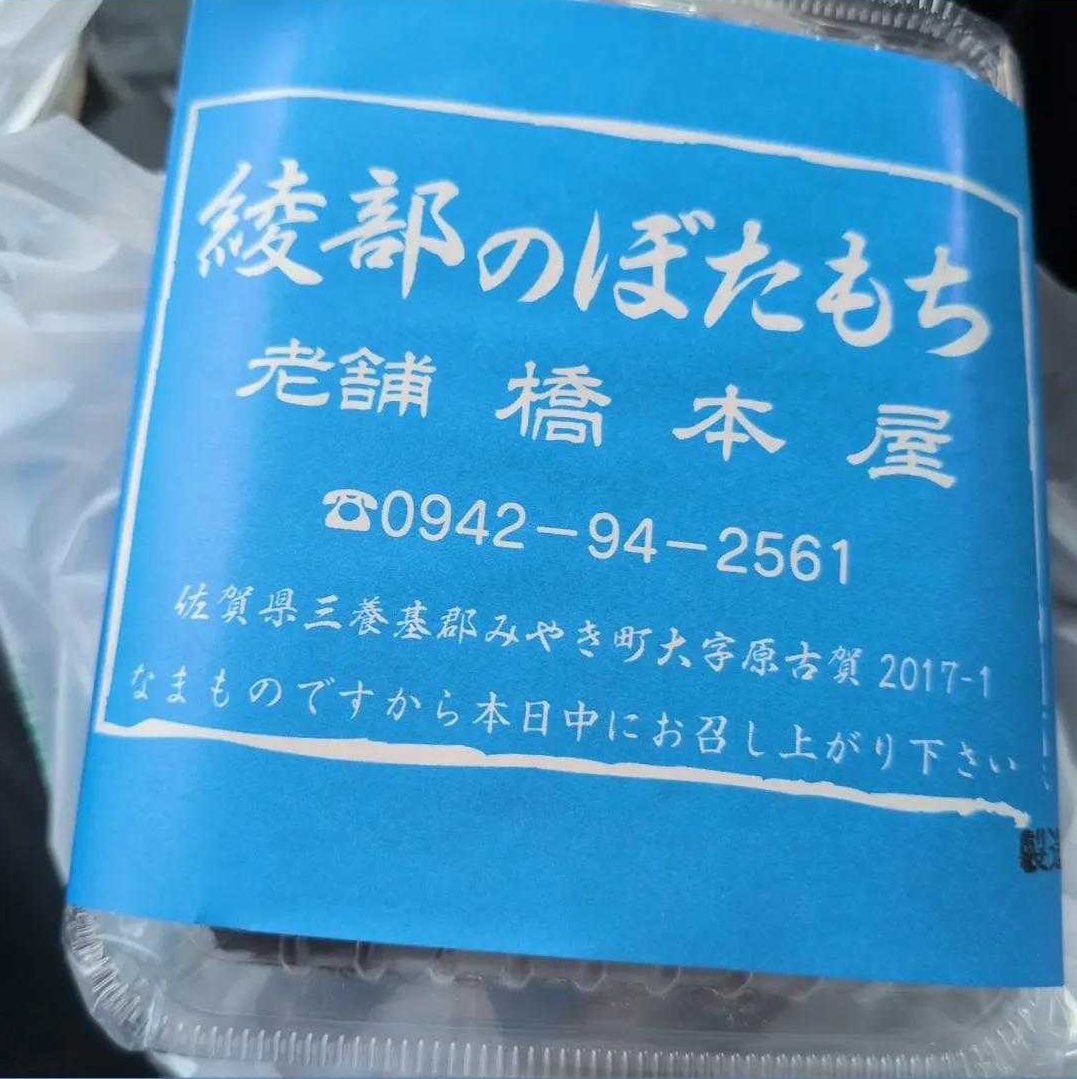 綾部のぼたもち
老舗 橋本屋
☎0942-94-2561
佐賀県三養基郡みやき町大字原古賀 2017-1
なまものですから本日中にお召し上がり下さい
製造